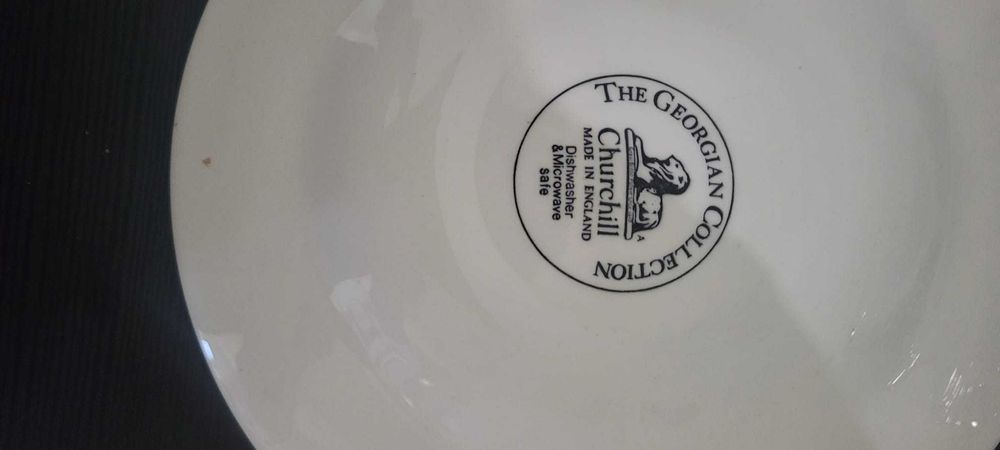 THE GEORGIAN COLLECTION
A
Churchill
MADE IN ENGLAND
Dishwasher
&Microwave
safe